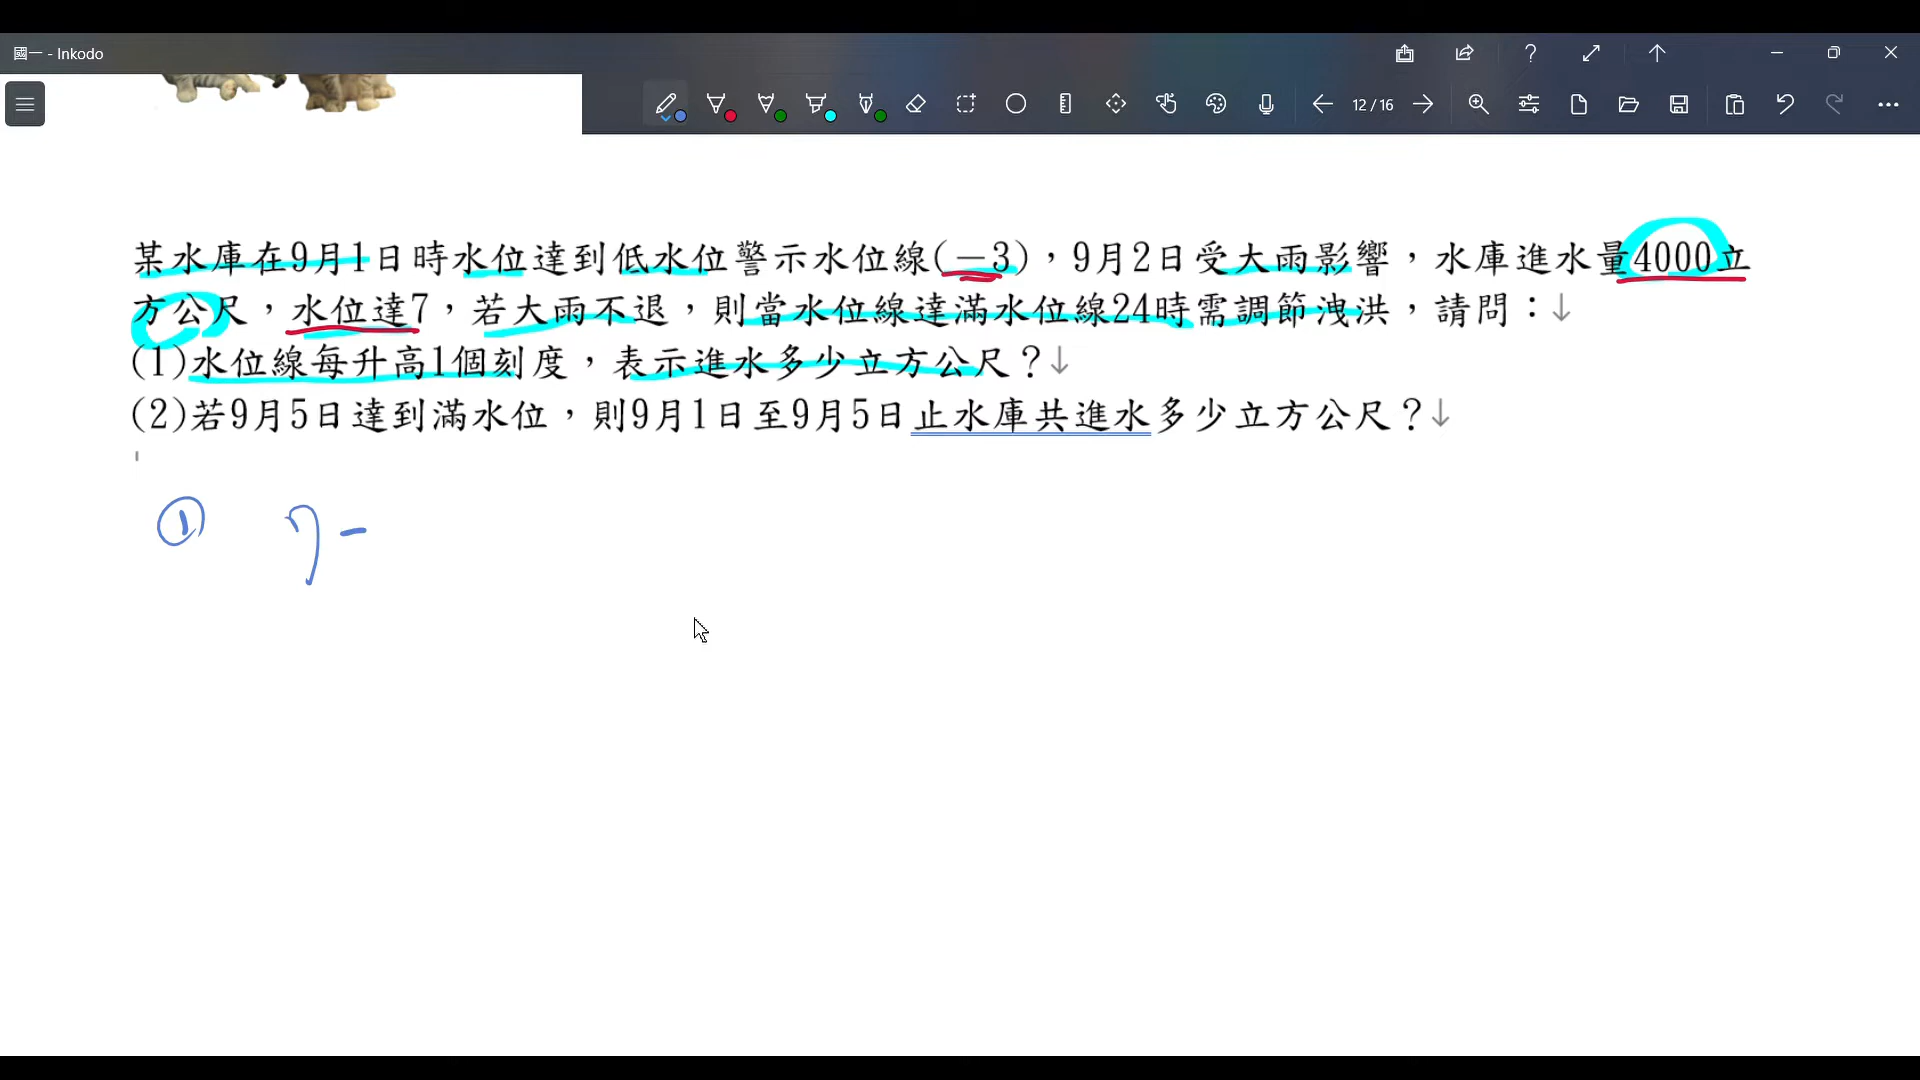 國一 - Inkodo
12 / 16
某水庫在9月1日時水位達到低水位警示水位線(－3)，9月2日受大雨影響，水庫進水量4000立
方公尺，水位達7，若大雨不退，則當水位線達滿水位線24時需調節洩洪，請問：↓
(1)水位線每升高1個刻度，表示進水多少立方公尺？↓
(2)若9月5日達到滿水位，則9月1日至9月5日止水庫共進水多少立方公尺？↓
① 7-